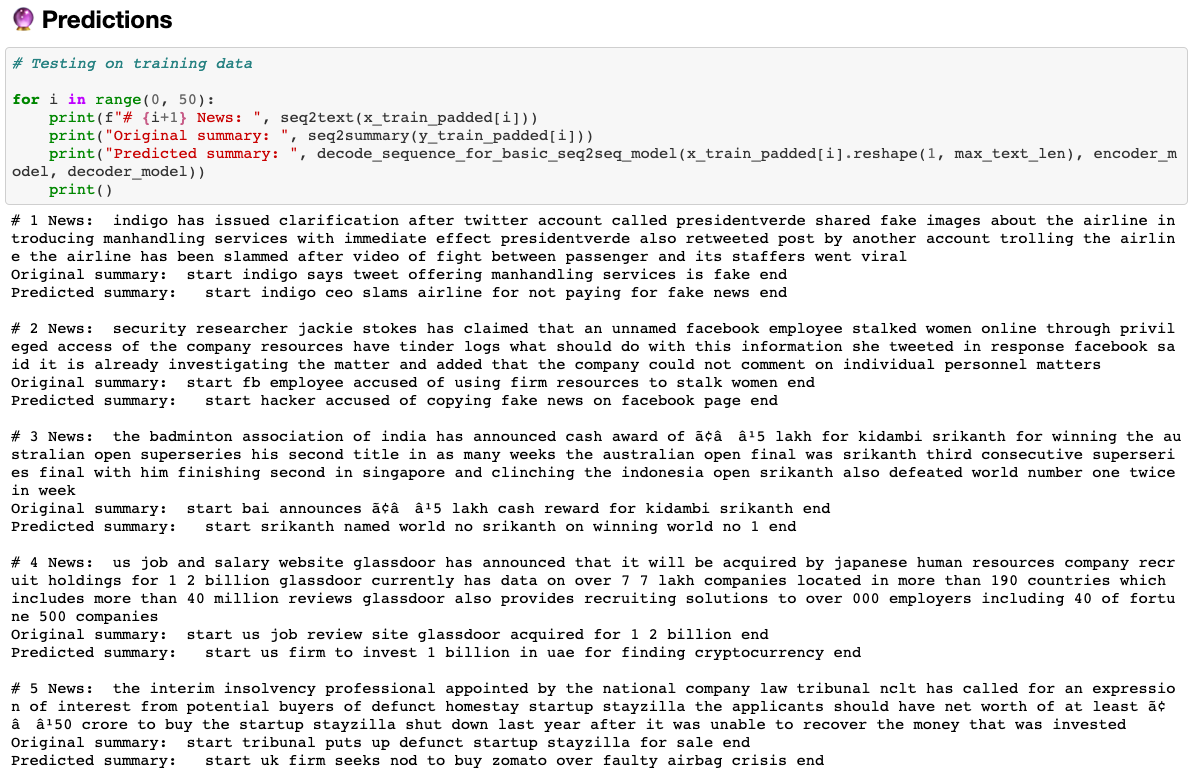 🔮 Predictions
# Testing on training data
for i in range(0, 50):
    print(f"# {i+1} News: ", seq2text(x_train_padded[i]))
    print("Original summary: ", seq2summary(y_train_padded[i]))
    print("Predicted summary: ", decode_sequence_for_basic_seq2seq_model(x_train_padded[i].reshape(1, max_text_len), encoder_m
odel, decoder_model))
    print()
# 1 News:  indigo has issued clarification after twitter account called presidentverde shared fake images about the airline in
troducing manhandling services with immediate effect presidentverde also retweeted post by another account trolling the airlin
e the airline has been slammed after video of fight between passenger and its staffers went viral
Original summary:  start indigo says tweet offering manhandling services is fake end
Predicted summary:   start indigo ceo slams airline for not paying for fake news end
# 2 News:  security researcher jackie stokes has claimed that an unnamed facebook employee stalked women online through privil
eged access of the company resources have tinder logs what should do with this information she tweeted in response facebook sa
id it is already investigating the matter and added that the company could not comment on individual personnel matters
Original summary:  start fb employee accused of using firm resources to stalk women end
Predicted summary:   start hacker accused of copying fake news on facebook page end
# 3 News:  the badminton association of india has announced cash award of ã¢â  â¹5 lakh for kidambi srikanth for winning the au
stralian open superseries his second title in as many weeks the australian open final was srikanth third consecutive superseri
es final with him finishing second in singapore and clinching the indonesia open srikanth also defeated world number one twice
in week
Original summary:  start bai announces ã¢â  â¹5 lakh cash reward for kidambi srikanth end
Predicted summary:   start srikanth named world no srikanth on winning world no 1 end
# 4 News:  us job and salary website glassdoor has announced that it will be acquired by japanese human resources company recr
uit holdings for 1 2 billion glassdoor currently has data on over 7 7 lakh companies located in more than 190 countries which
includes more than 40 million reviews glassdoor also provides recruiting solutions to over 000 employers including 40 of fortu
ne 500 companies
Original summary:  start us job review site glassdoor acquired for 1 2 billion end
Predicted summary:   start us firm to invest 1 billion in uae for finding cryptocurrency end
# 5 News:  the interim insolvency professional appointed by the national company law tribunal nclt has called for an expressio
n of interest from potential buyers of defunct homestay startup stayzilla the applicants should have net worth of at least ã¢
â  â¹50 crore to buy the startup stayzilla shut down last year after it was unable to recover the money that was invested
Original summary:  start tribunal puts up defunct startup stayzilla for sale end
Predicted summary:   start uk firm seeks nod to buy zomato over faulty airbag crisis end